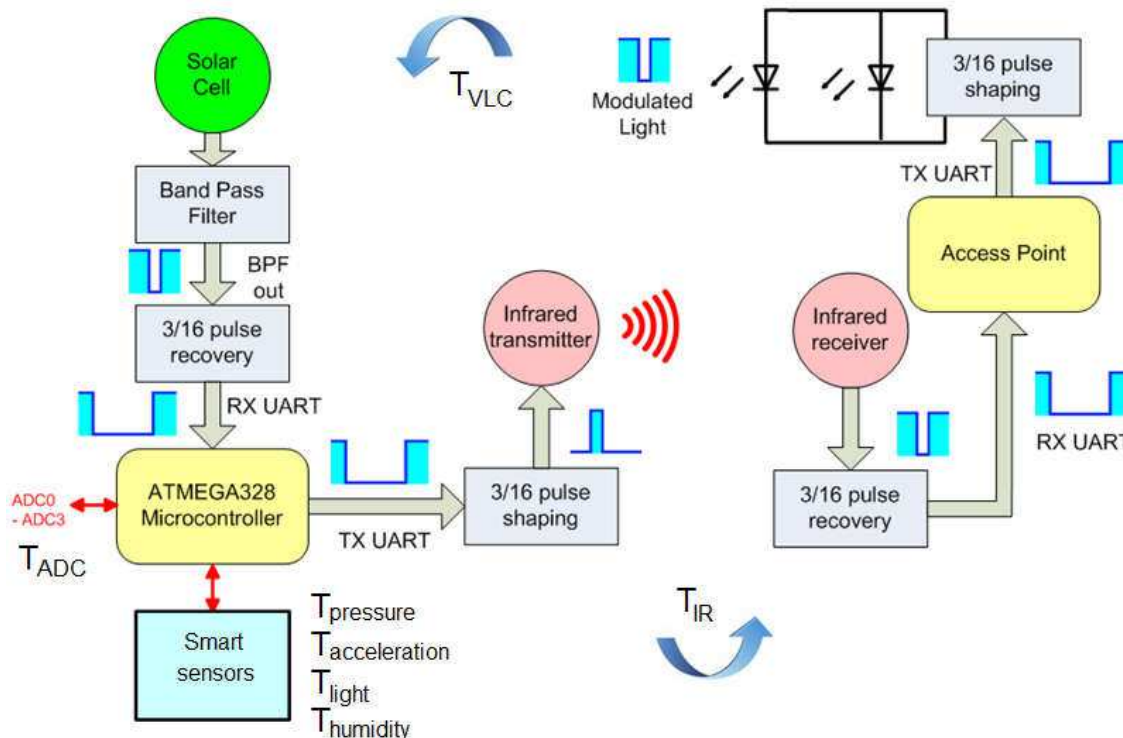 Solar
Cell
T_VLC
Modulated
Light
3/16 pulse
shaping
TX UART
Access Point
Band Pass
Filter
BPF
out
3/16 pulse
recovery
RX UART
Infrared
transmitter
Infrared
receiver
RX UART
ADC0
- ADC3
T_ADC
ATMEGA328
Microcontroller
TX UART
3/16 pulse
shaping
3/16 pulse
recovery
Smart
sensors
T_pressure
T_acceleration
T_light
T_humidity
T_IR